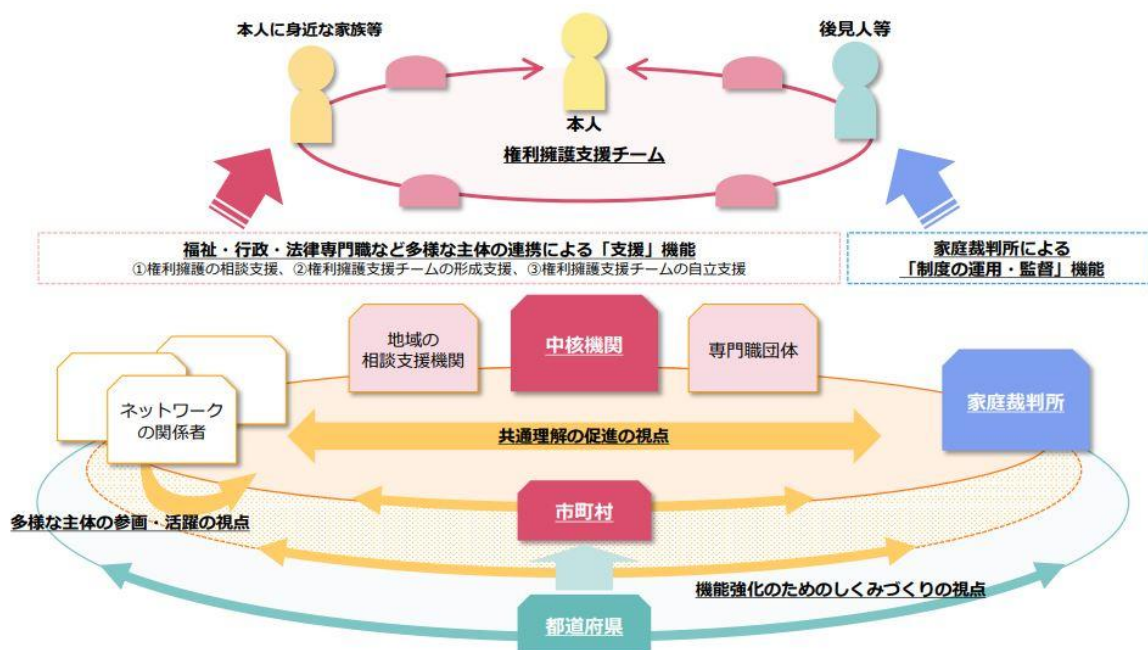 本人に身近な家族等
後見人等
本人
権利擁護支援チーム
福祉・行政・法律専門職など多様な主体の連携による「支援」機能
①権利擁護の相談支援、②権利擁護支援チームの形成支援、③権利擁護支援チームの自立支援
家庭裁判所による
「制度の運用・監督」機能
地域の
相談支援機関
中核機関
専門職団体
ネットワーク
の関係者
家庭裁判所
共通理解の促進の視点
市町村
多様な主体の参画・活躍の視点
機能強化のためのしくみづくりの視点
都道府県